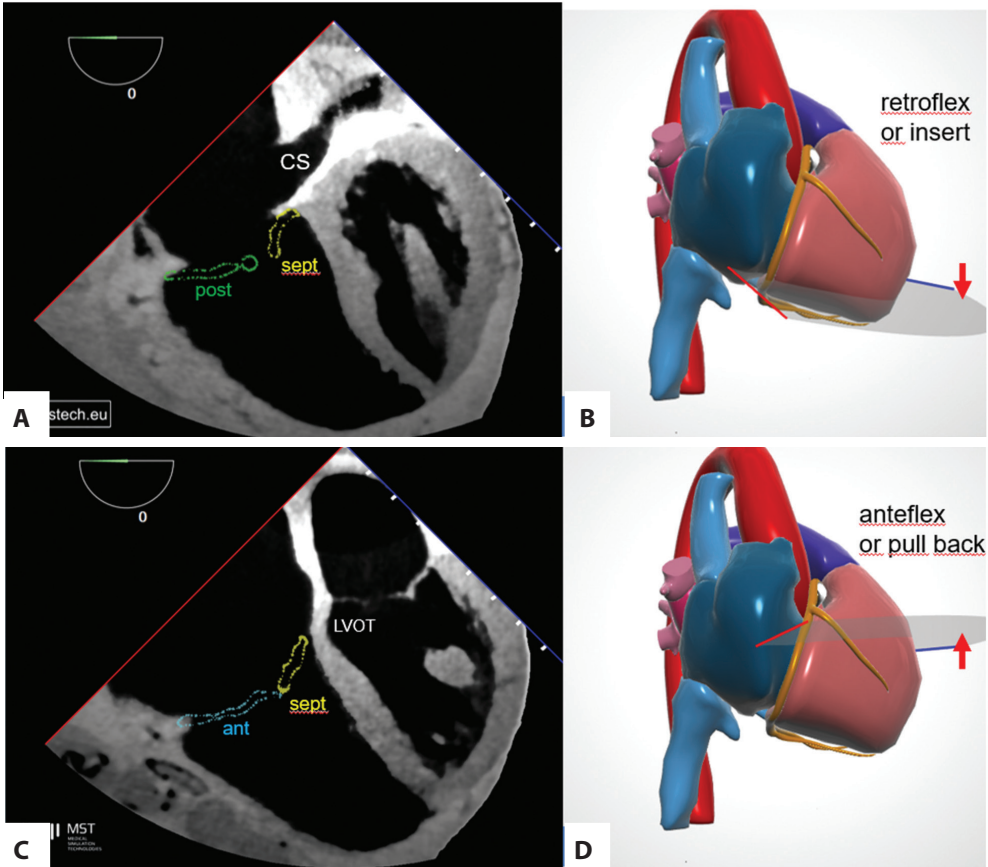 0
CS
sept
post
stech.eu
A
retroflex
or insert
B
0
LVOT
sept
ant
MST
MEDICAL
SIMULATION
TECHNOLOGIES
C
anteflex
or pull back
D